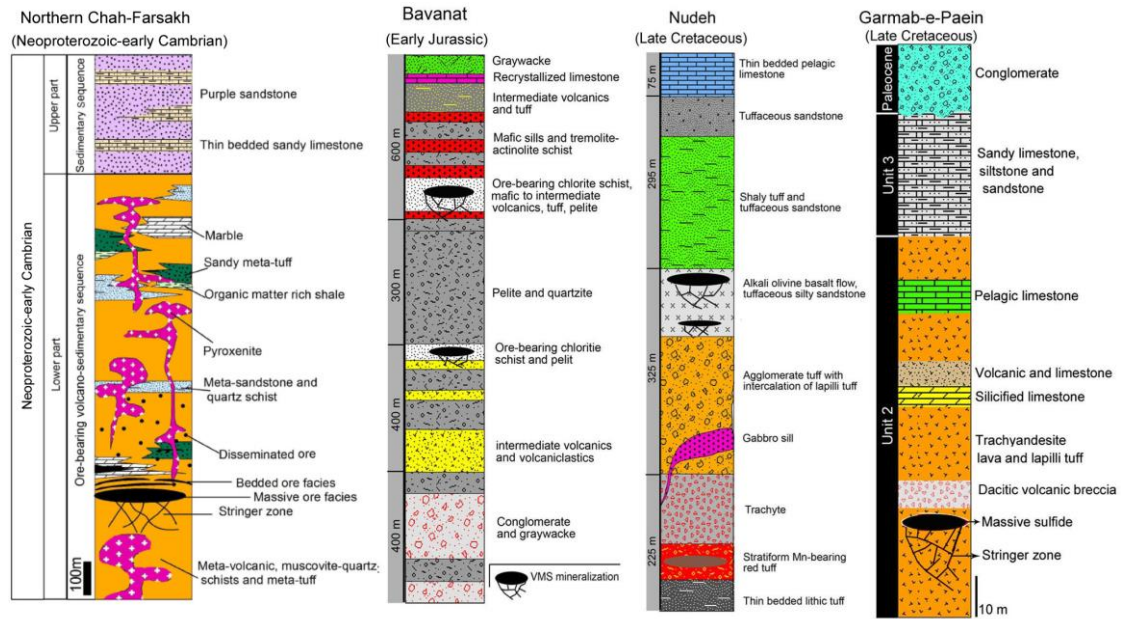 Northern Chah-Farsakh
(Neoproterozoic-early Cambrian)
Neoproterozoic-early Cambrian
Upper part
Lower part
Sedimentary sequence
Ore-bearing volcamo-sedimentary sequence
100m
Purple sandstone
Thin bedded sandy limestone
Marble
Sandy meta-tuff
Organic matter rich shale
Pyroxenite
Meta-sandstone and
quartz schist
Disseminated ore
Bedded ore facies
Massive ore facies
Stringer zone
Meta-volcanic, muscovite-quartz
schists and meta-tuff
Bavanat
(Early Jurassic)
600 m
300 m
400 m
400 m
Graywacke
Recrystallized limestone
Intermediate volcanics
and tuff
Mafic sills and tremolite-
actinolite schist
Ore-bearing chlorite schist,
mafic to intermediate
volcanics, tuff, pelite
Pelite and quartzite
Ore-bearing chloritie
schist and pelit
intermediate volcanics
and volcaniclastics
Conglomerate
and graywacke
VMS mineralization
Nudeh
(Late Cretaceous)
75 m
295 m
325 m
225 m
Thin bedded pelagic
limestone
Tuffaceous sandstone
Shaly tuff and
tuffaceous sandstone
Alkali olivine basalt flow,
tuffaceous silty sandstone
Agglomerate tuff with
intercalation of lapilli tuff
Gabbro sill
Trachyte
Stratiform Mn-bearing
red tuff
Thin bedded lithic tuff
Garmab-e-Paein
(Late Cretaceous)
Paleocene
Unit 3
Unit 2
Conglomerate
Sandy limestone,
siltstone and
sandstone
Pelagic limestone
Volcanic and limestone
Silicified limestone
Trachyandesite
lava and lapilli tuff
Dacitic volcanic breccia
Massive sulfide
Stringer zone
10 m